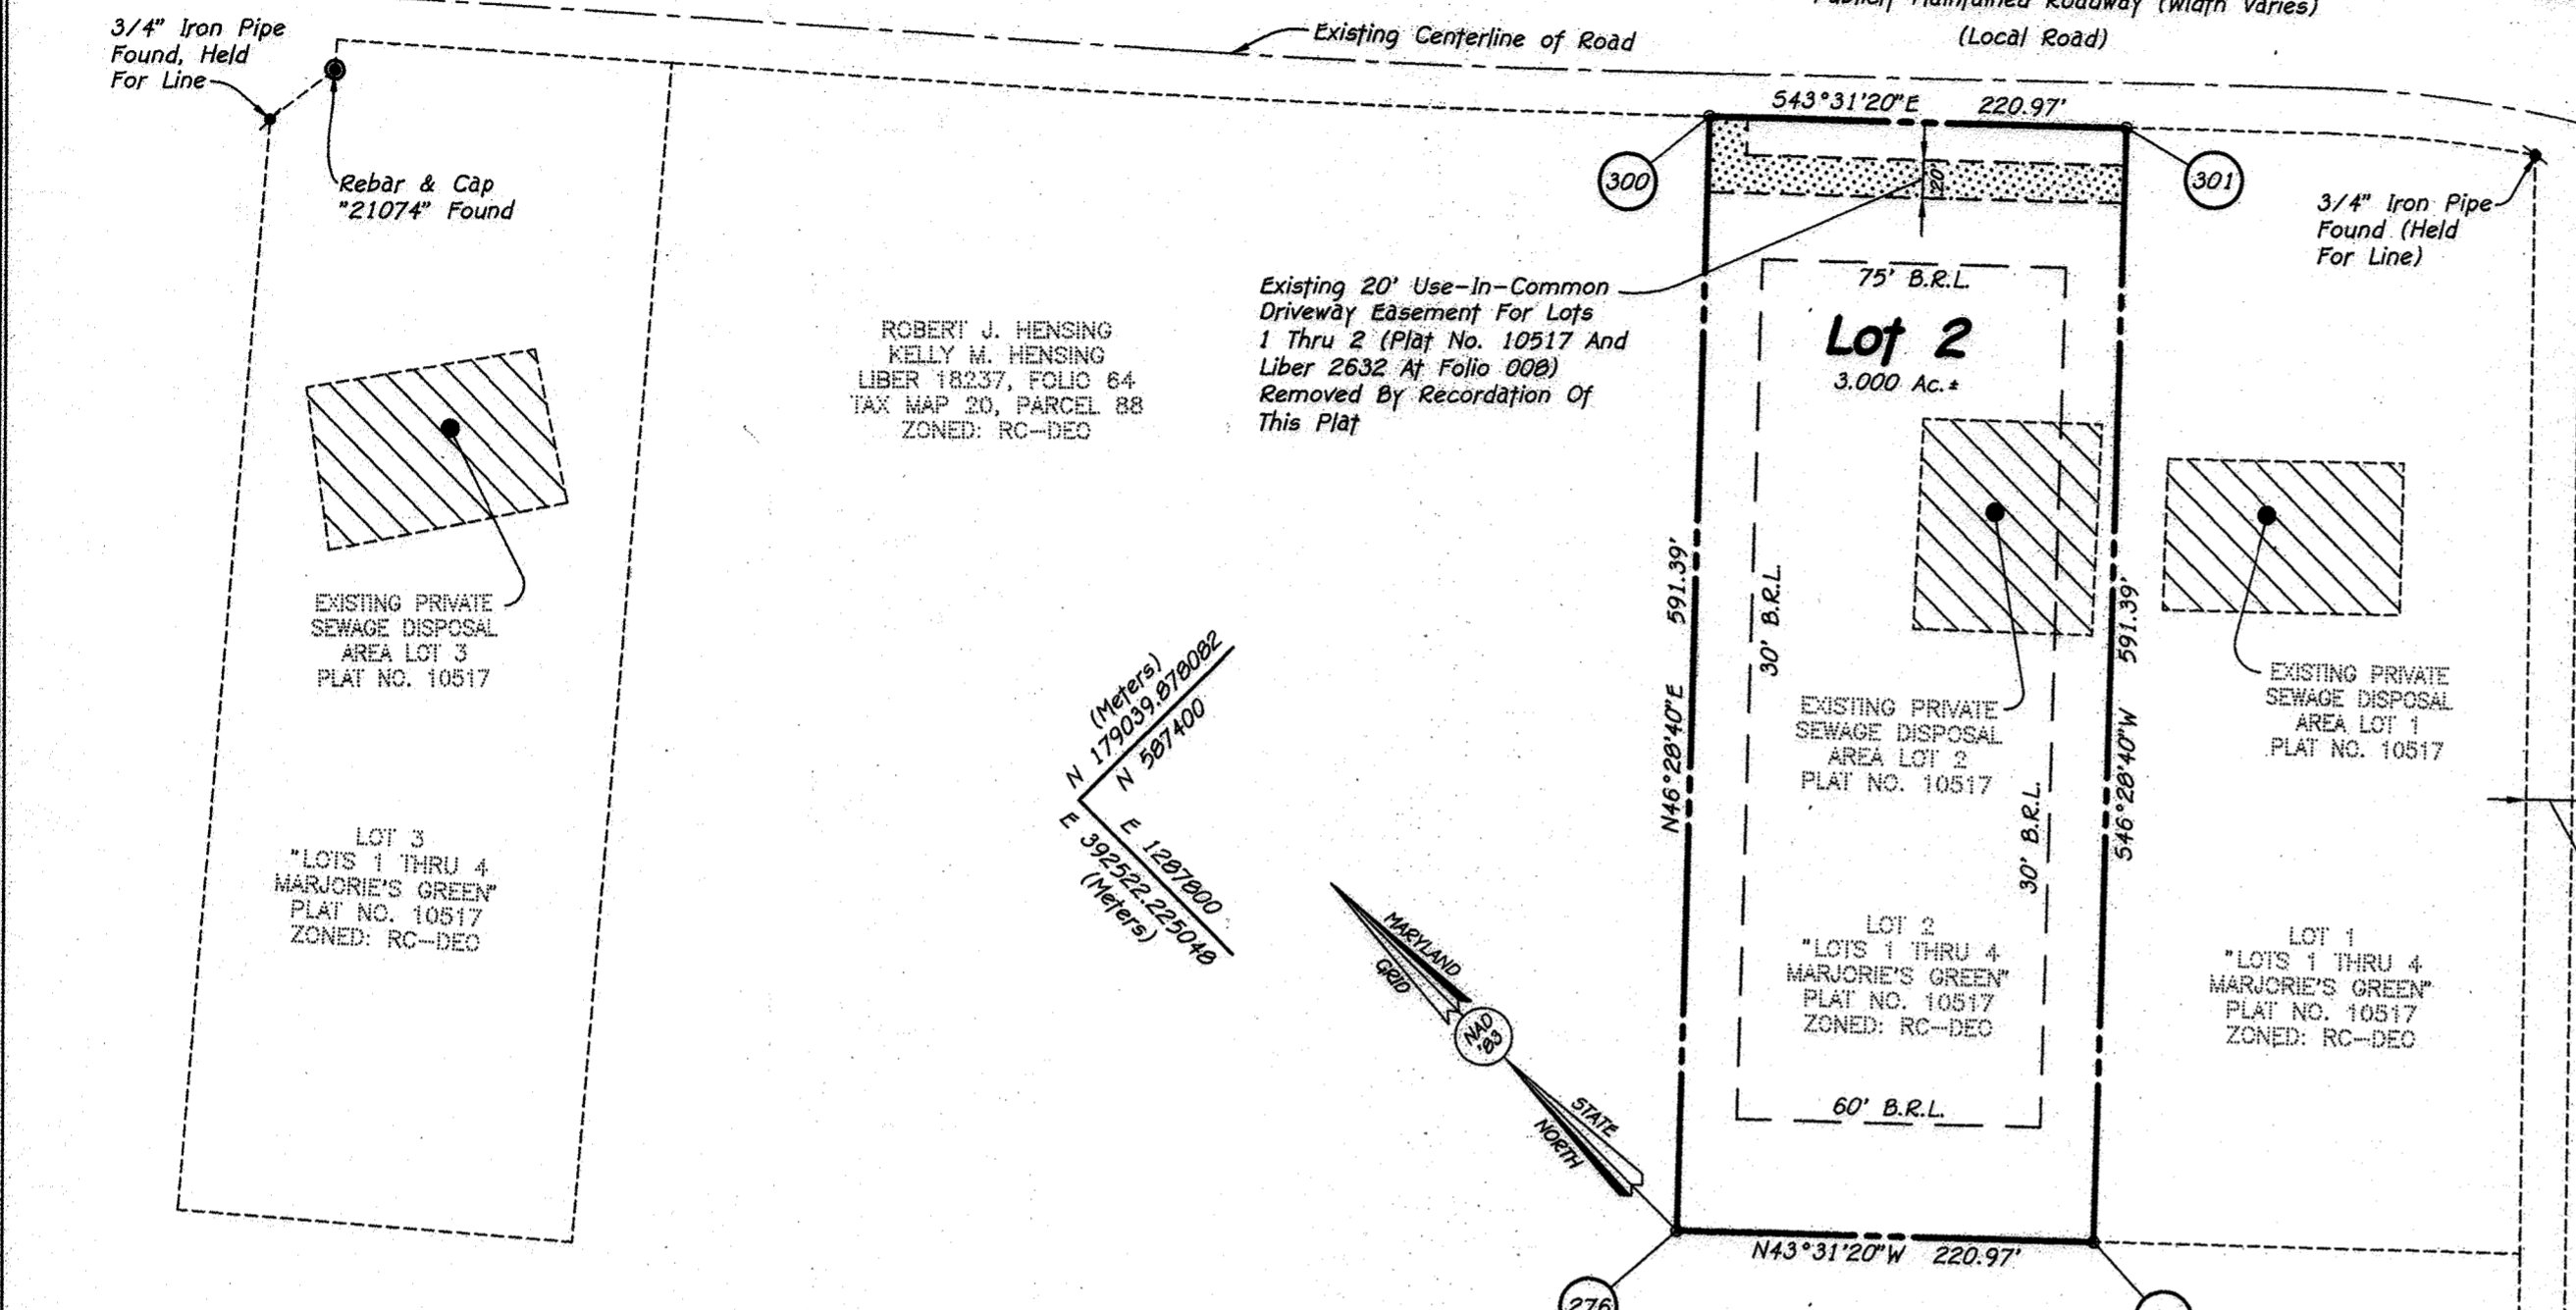 3/4" Iron Pipe
Found, Held
For Line
Rebar & Cap
"21074" Found
Existing Centerline of Road
Publicly Maintained Roadway (Width Varies)
(Local Road)
S43°31'20"E 220.97'
300
301
20'
3/4" Iron Pipe
Found (Held
For Line)
ROBERT J. HENSING
KELLY M. HENSING
LIBER 18237, FOLIO 64
TAX MAP 20, PARCEL 88
ZONED: RC-DEO
Existing 20' Use-In-Common
Driveway Easement For Lots
1 Thru 2 (Plat No. 10517 And
Liber 2632 At Folio 008)
Removed By Recordation Of
This Plat
75' B.R.L.
Lot 2
3.000 Ac.±
EXISTING PRIVATE
SEWAGE DISPOSAL
AREA LOT 3
PLAT NO. 10517
N46°28'40"E 591.39'
30' B.R.L.
EXISTING PRIVATE
SEWAGE DISPOSAL
AREA LOT 2
PLAT NO. 10517
30' B.R.L.
S46°28'40"W 591.39'
EXISTING PRIVATE
SEWAGE DISPOSAL
AREA LOT 1
PLAT NO. 10517
(Meters)
N 179039.878082
N 587400
E 1287800
E 392522.225048
(Meters)
LOT 3
"LOTS 1 THRU 4
MARJORIE'S GREEN"
PLAT NO. 10517
ZONED: RC-DEO
MARYLAND
GRID
NAD
'83
STATE
NORTH
LOT 2
"LOTS 1 THRU 4
MARJORIE'S GREEN"
PLAT NO. 10517
ZONED: RC-DEO
LOT 1
"LOTS 1 THRU 4
MARJORIE'S GREEN"
PLAT NO. 10517
ZONED: RC-DEO
60' B.R.L.
N43°31'20"W 220.97'
276